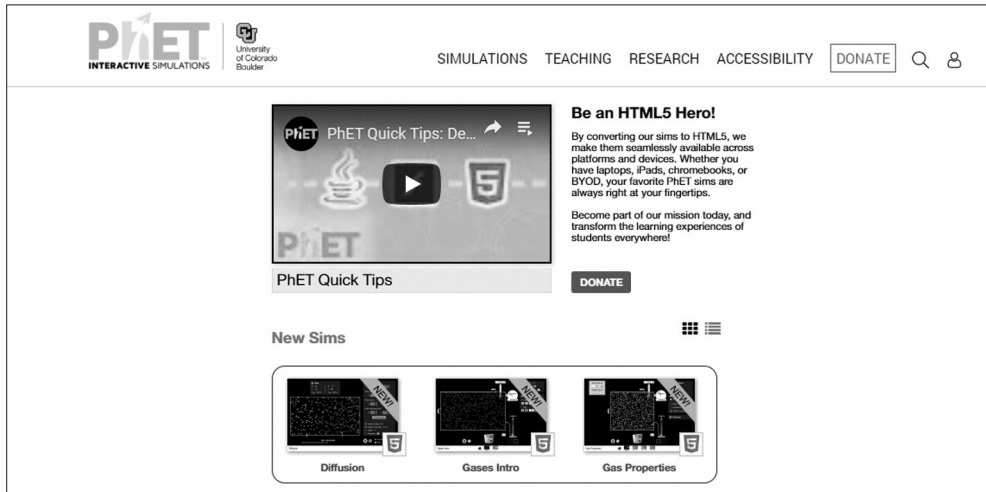 PhET
INTERACTIVE SIMULATIONS
University
of Colorado
Boulder
SIMULATIONS TEACHING RESEARCH ACCESSIBILITY DONATE
PhET PhET Quick Tips: De...
5
PhET
PhET Quick Tips
Be an HTML5 Hero!
By converting our sims to HTML5, we
make them seamlessly available across
platforms and devices. Whether you
have laptops, iPads, chromebooks, or
BYOD, your favorite PhET sims are
always right at your fingertips.
Become part of our mission today, and
transform the learning experiences of
students everywhere!
DONATE
New Sims
NEW! NEW! NEW!
5 5 5
Diffusion Gases Intro Gas Properties